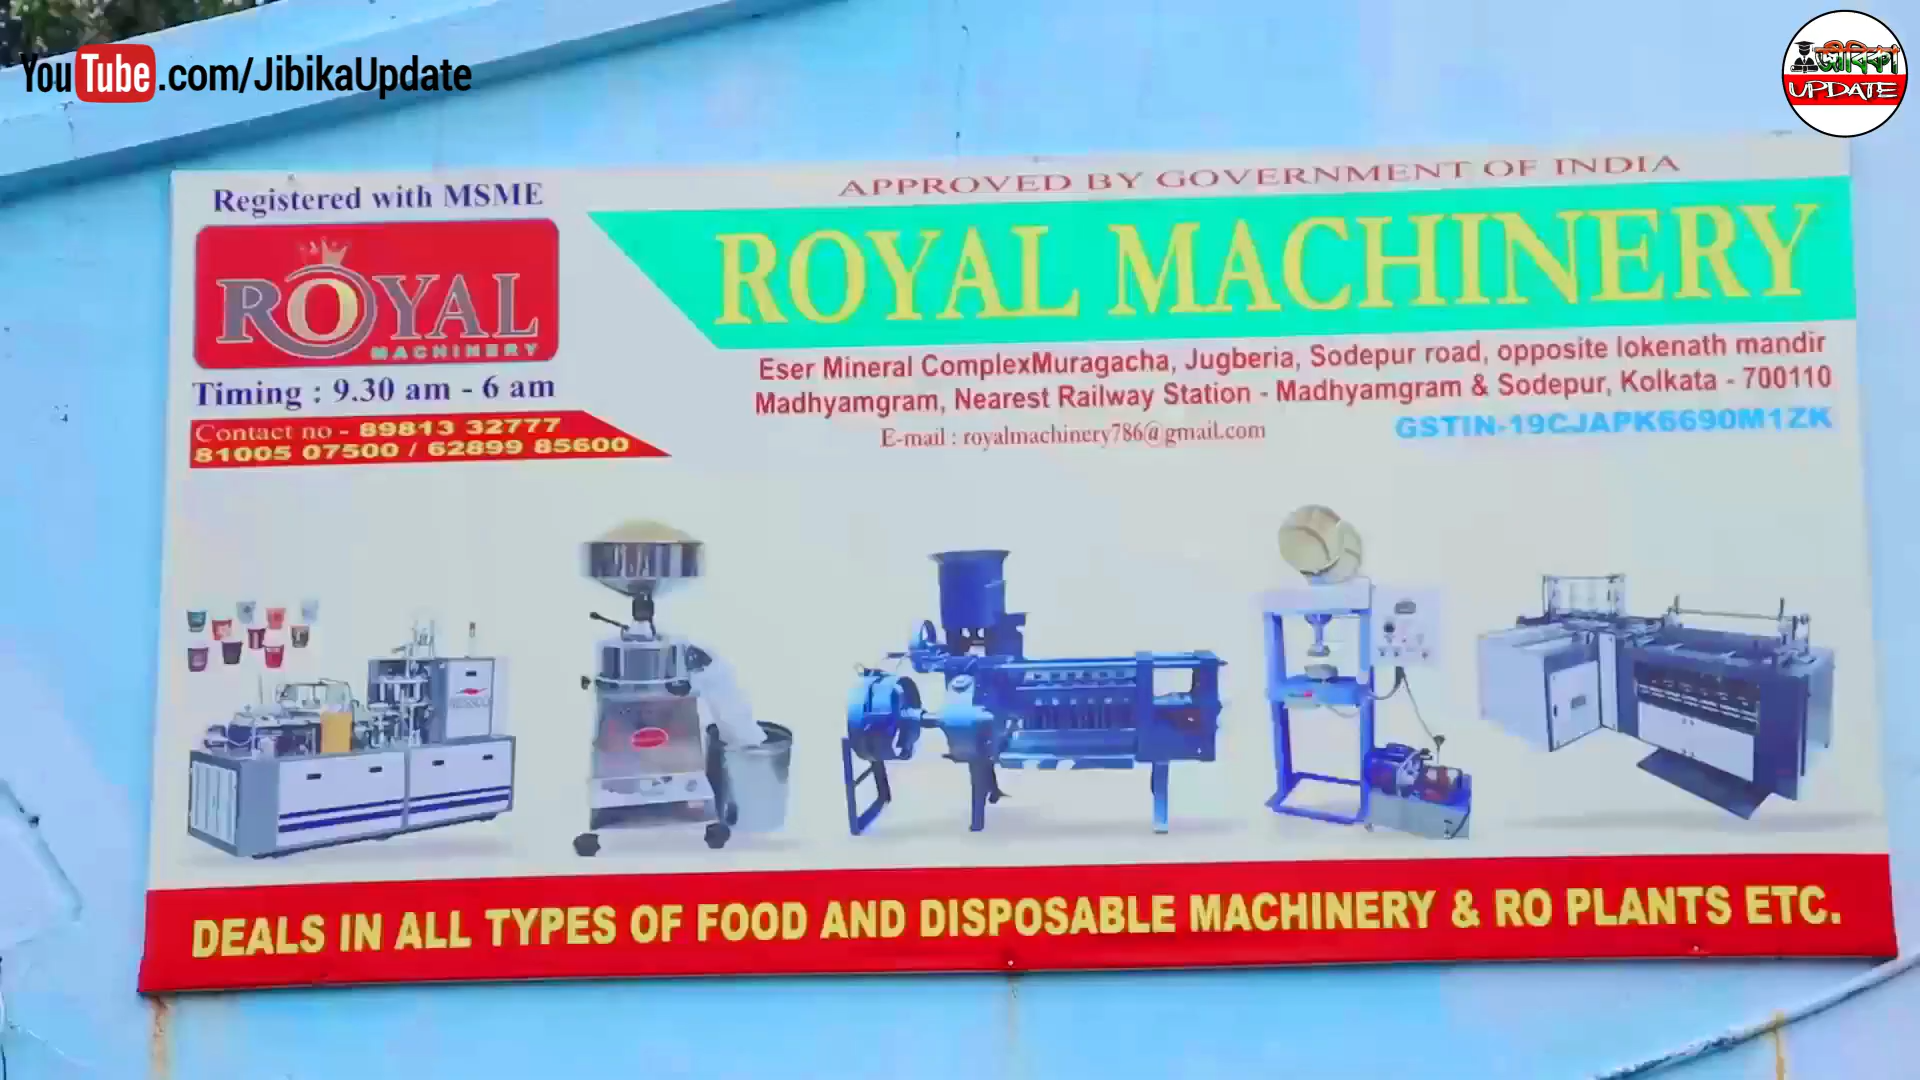 YouTube.com/JibikaUpdate
জীবিকা
UPDATE
Registered with MSME
APPROVED BY GOVERNMENT OF INDIA
ROYAL
MACHINERY
ROYAL MACHINERY
Timing : 9.30 am - 6 am
Contact no - 89813 32777
81005 07500 / 62899 85600
Eser Mineral ComplexMuragacha, Jugberia, Sodepur road, opposite lokenath mandir
Madhyamgram, Nearest Railway Station - Madhyamgram & Sodepur, Kolkata - 700110
E-mail : royalmachinery786@gmail.com
GSTIN-19CJAPK6690M1ZK
DEALS IN ALL TYPES OF FOOD AND DISPOSABLE MACHINERY & RO PLANTS ETC.